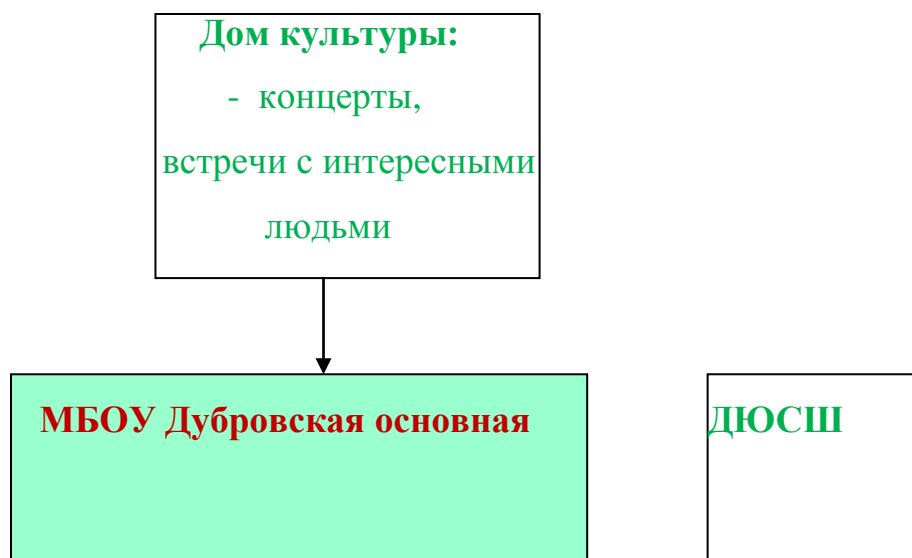 Дом культуры:
- концерты,
встречи с интересными
людьми
МБОУ Дубровская основная
ДЮСШ